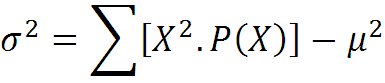 σ² = ∑[X².P(X)] − μ²